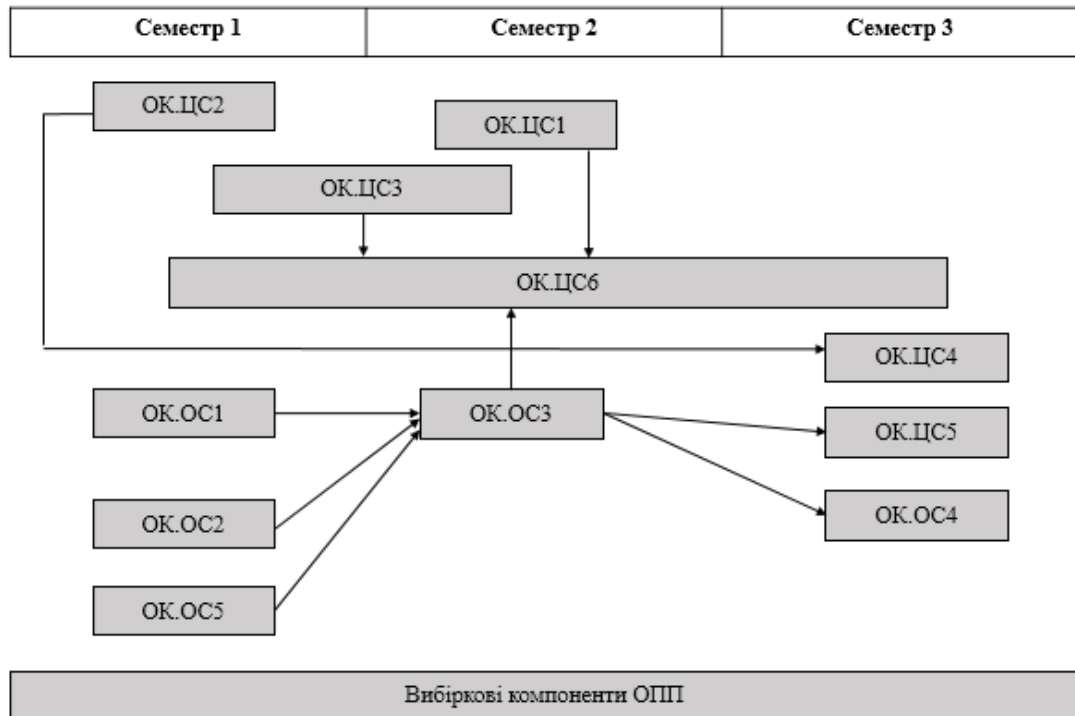 Семестр 1
Семестр 2
Семестр 3
ОК.ЦС2
ОК.ЦС1
ОК.ЦС3
ОК.ЦС6
ОК.ЦС4
ОК.ОС1
ОК.ОС3
ОК.ЦС5
ОК.ОС2
ОК.ОС4
ОК.ОС5
Вибіркові компоненти ОПП